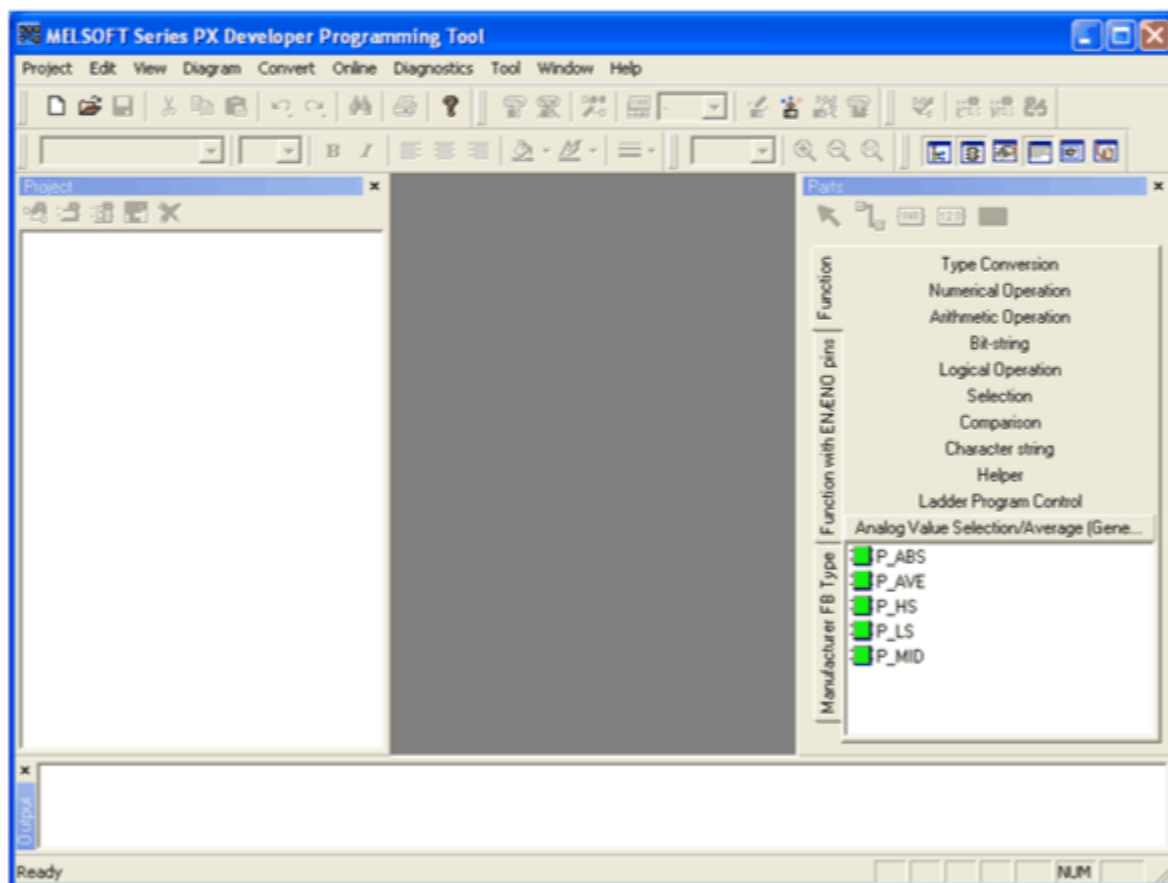 MELSOFT Series PX Developer Programming Tool
Project Edit View Diagram Convert Online Diagnostics Tool Window Help
B I
Project
Parts
Function
Function with EN/ENO pins
Manufacturer FB Type
Type Conversion
Numerical Operation
Arithmetic Operation
Bit-string
Logical Operation
Selection
Comparison
Character string
Helper
Ladder Program Control
Analog Value Selection/Average (Gene...
P_ABS
P_AVE
P_HS
P_LS
P_MID
Output
Ready
NUM